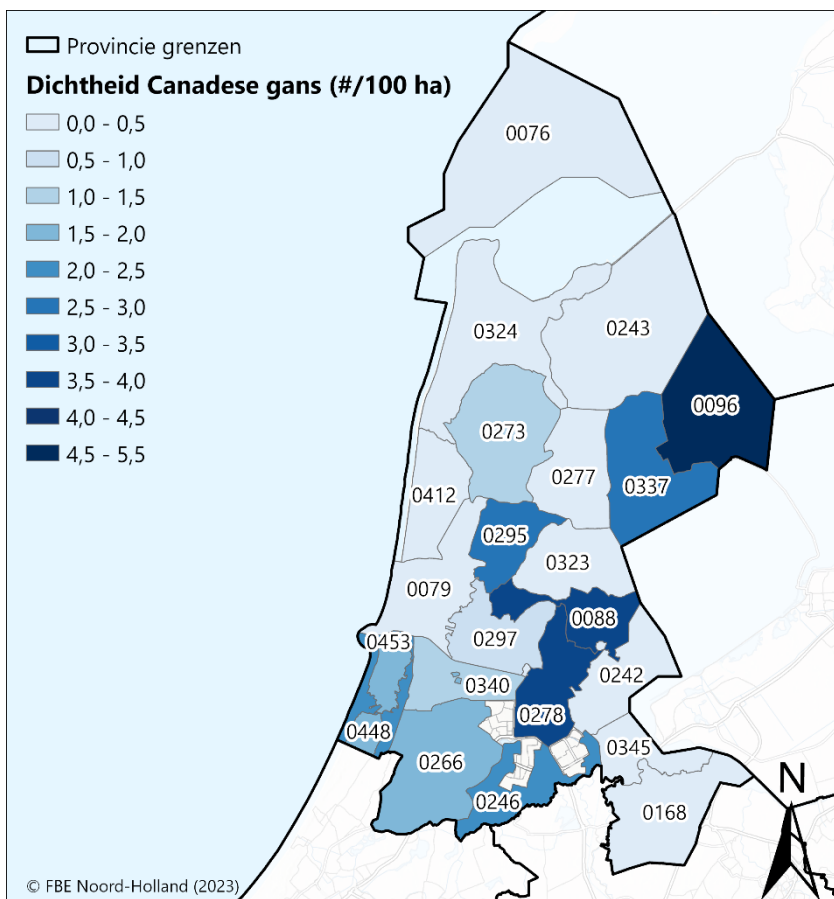 Provincie grenzen
Dichtheid Canadese gans (#/100 ha)
0,0 - 0,5
0,5 - 1,0
1,0 - 1,5
1,5 - 2,0
2,0 - 2,5
2,5 - 3,0
3,0 - 3,5
3,5 - 4,0
4,0 - 4,5
4,5 - 5,5
0076
0324
0243
0096
0273
0277
0337
0412
0295
0323
0079
0088
0297
0453
0242
0340
0278
0448
0345
0266
0246
0168
N
© FBE Noord-Holland (2023)